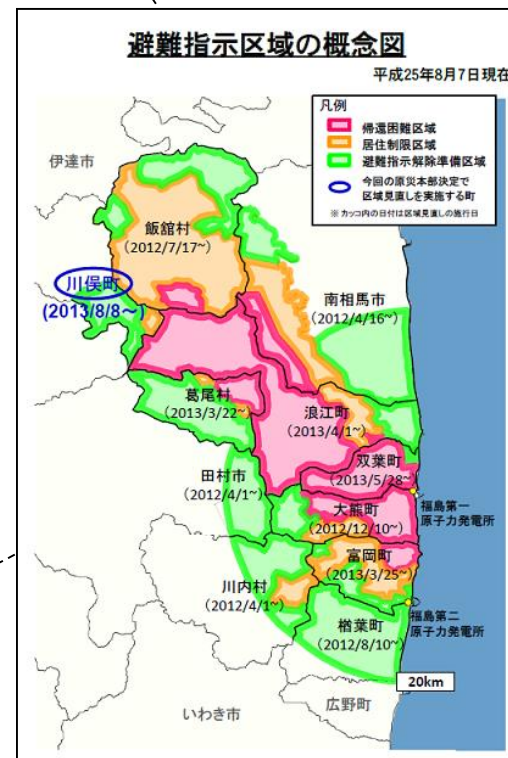 避難指示区域の概念図
平成25年8月7日現在
凡例
帰還困難区域
居住制限区域
避難指示解除準備区域
今回の原災本部決定で
区域見直しを実施する町
※ カッコ内の日付は区域見直しの施行日
伊達市
飯舘村
(2012/7/17~)
川俣町
(2013/8/8~)
南相馬市
(2012/4/16~)
葛尾村
(2013/3/22~)
浪江町
(2013/4/1~)
双葉町
(2013/5/28~)
田村市
(2012/4/1~)
大熊町
(2012/12/10~)
福島第一
原子力発電所
富岡町
(2013/3/25~)
川内村
(2012/4/1~)
福島第二
原子力発電所
楢葉町
(2012/8/10~)
20km
広野町
いわき市